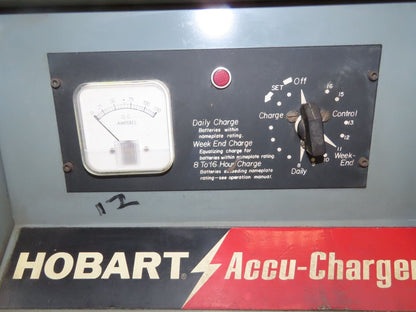 D.C.
AMPERES
Daily Charge
Batteries within
nameplate rating.
Week End Charge
Equalizing charge for
batteries within nameplate rating.
8 To 16 Hour Charge
Batteries exceeding nameplate
rating—see operation manual.
Off
SET
Charge
16
15
Control
13
12
11
Week-
End
10
Daily
HOBART Accu-Charger